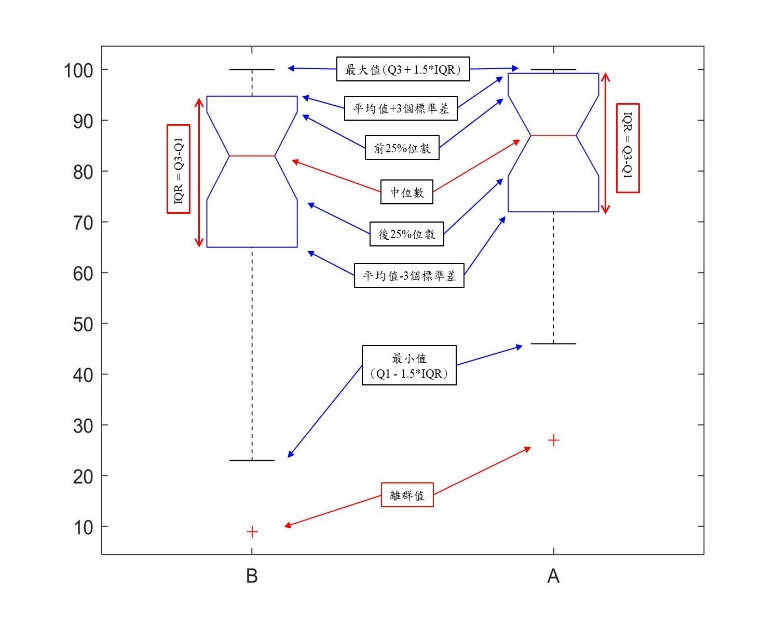 100
90
80
70
60
50
40
30
20
10
最大值(Q3 + 1.5*IQR)
平均值+3個標準差
前25%位數
中位數
後25%位數
平均值-3個標準差
最小值
（Q1 - 1.5*IQR）
離群值
IQR = Q3-Q1
IQR = Q3-Q1
B
A